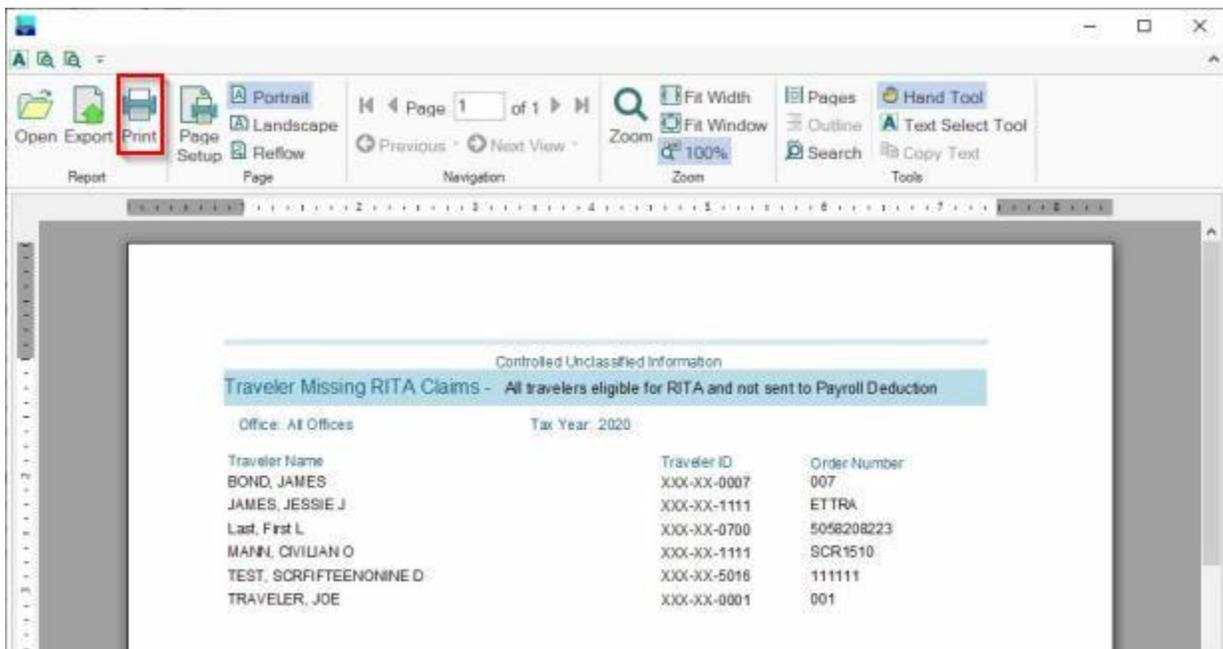 Open Export Print Page Setup Portrait Landscape Reflow Page 1 of 1 Previous Next View Zoom Fit Width Fit Window 100% Pages Outline Search Hand Tool Text Select Tool Copy Text
Report Page Navigation Zoom Tools
Controlled Unclassified Information
Traveler Missing RITA Claims - All travelers eligible for RITA and not sent to Payroll Deduction
Office: All Offices Tax Year: 2020
Traveler Name Traveler ID Order Number
BOND, JAMES XXX-XX-0007 007
JAMES, JESSIE J XXX-XX-1111 ETTRA
Last, First L XXX-XX-0700 5058208223
MANN, CIVILIAN O XXX-XX-1111 SCR1510
TEST, SCRFIFTEENONINE D XXX-XX-5016 111111
TRAVELER, JOE XXX-XX-0001 001